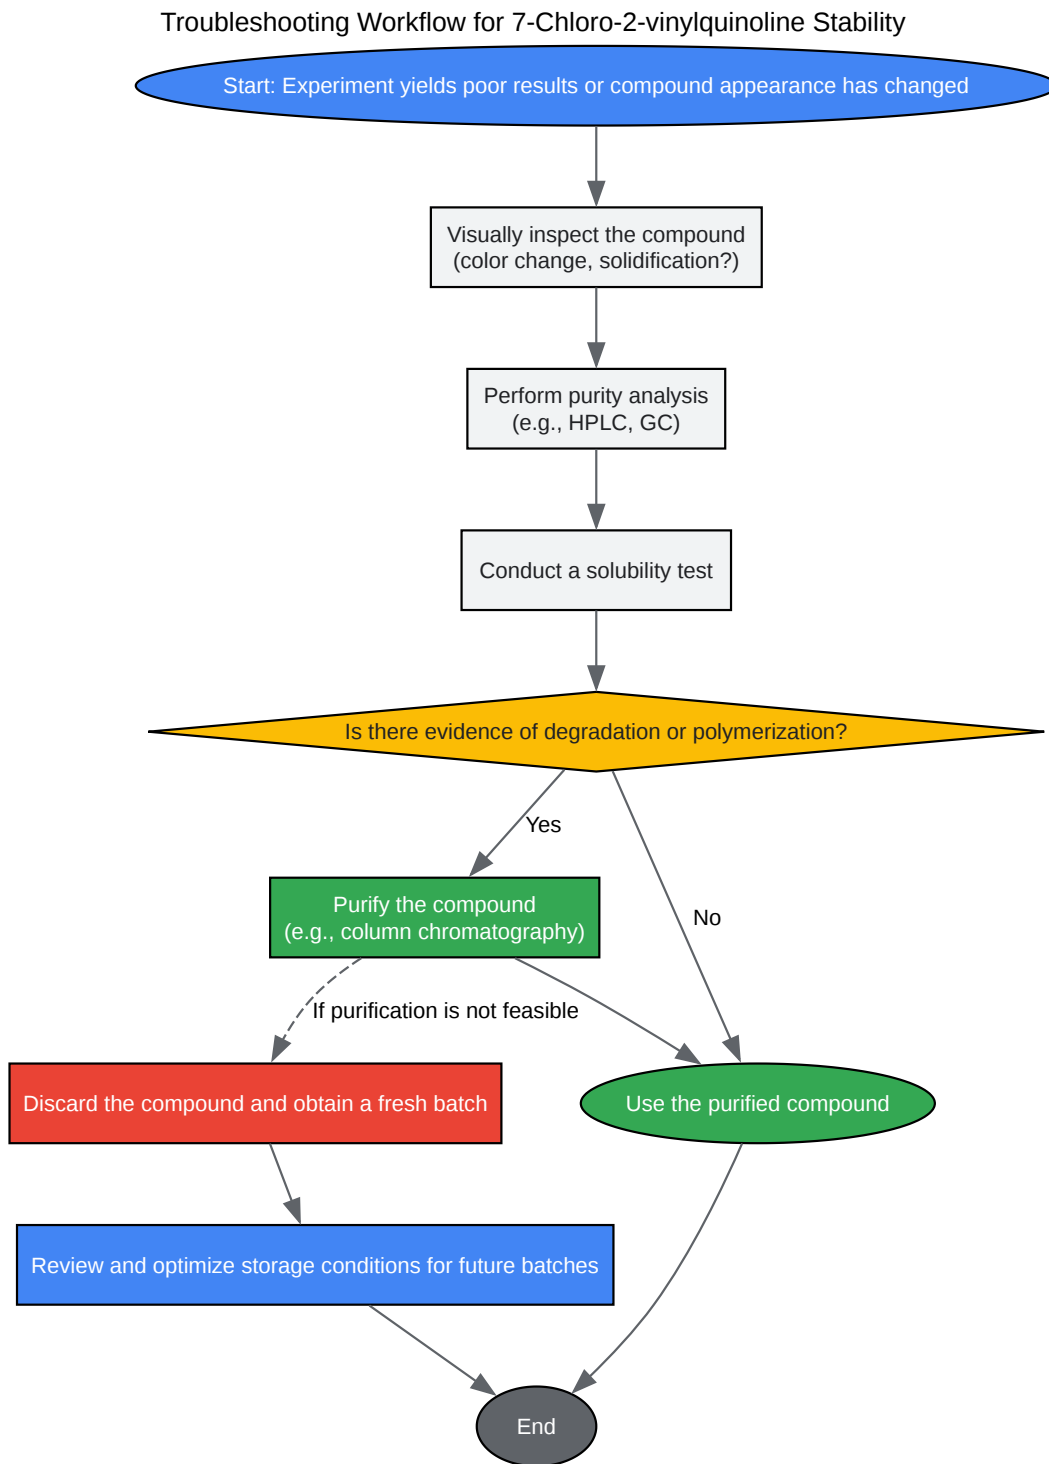 Troubleshooting Workflow for 7-Chloro-2-vinylquinoline Stability
Start: Experiment yields poor results or compound appearance has changed
Visually inspect the compound
(color change, solidification?)
Perform purity analysis
(e.g., HPLC, GC)
Conduct a solubility test
Is there evidence of degradation or polymerization?
Yes
Purify the compound
(e.g., column chromatography)
No
If purification is not feasible
Discard the compound and obtain a fresh batch
Use the purified compound
Review and optimize storage conditions for future batches
End